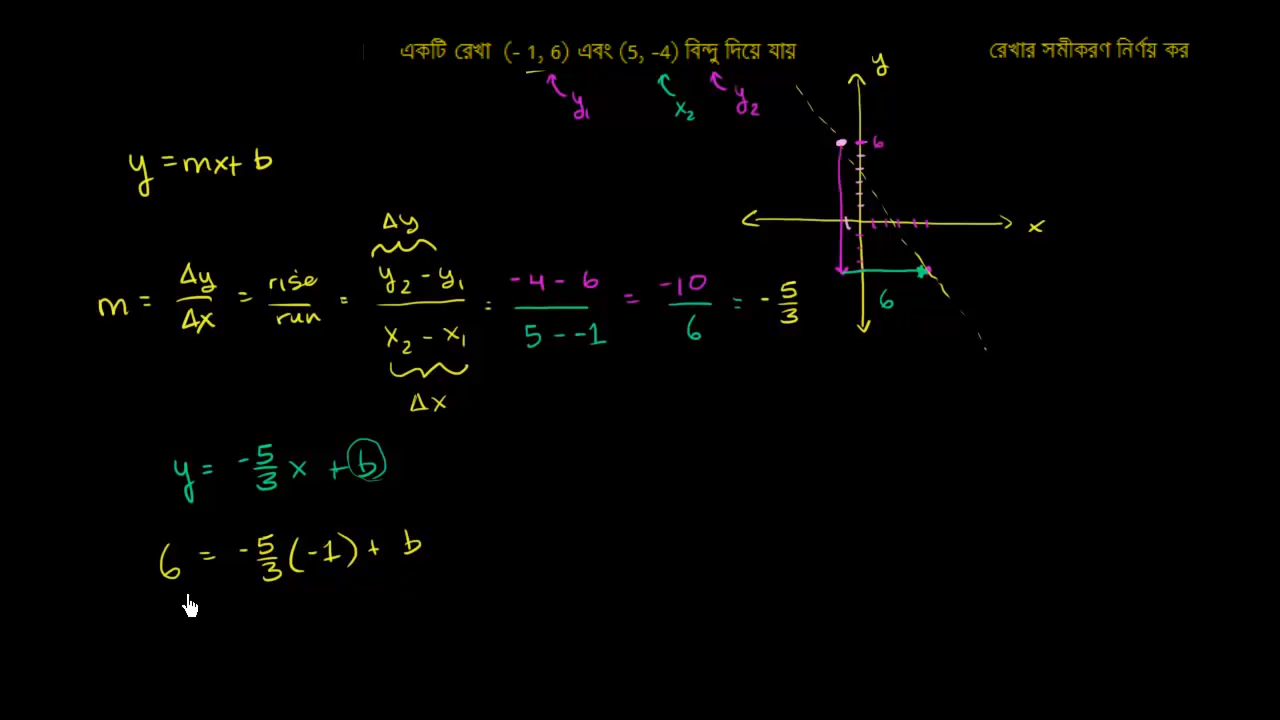 একটি রেখা (- 1, 6) এবং (5, -4) বিন্দু দিয়ে যায় রেখার সমীকরণ নির্ণয় কর
y₁ x₂ y₂
y
6
x
6
y = mx + b
m = Δy/Δx = rise/run = (y₂ - y₁)/(x₂ - x₁) = (-4 - 6)/(5 - -1) = -10/6 = -5/3
Δy
Δx
y = -5/3 x + b
6 = -5/3 (-1) + b